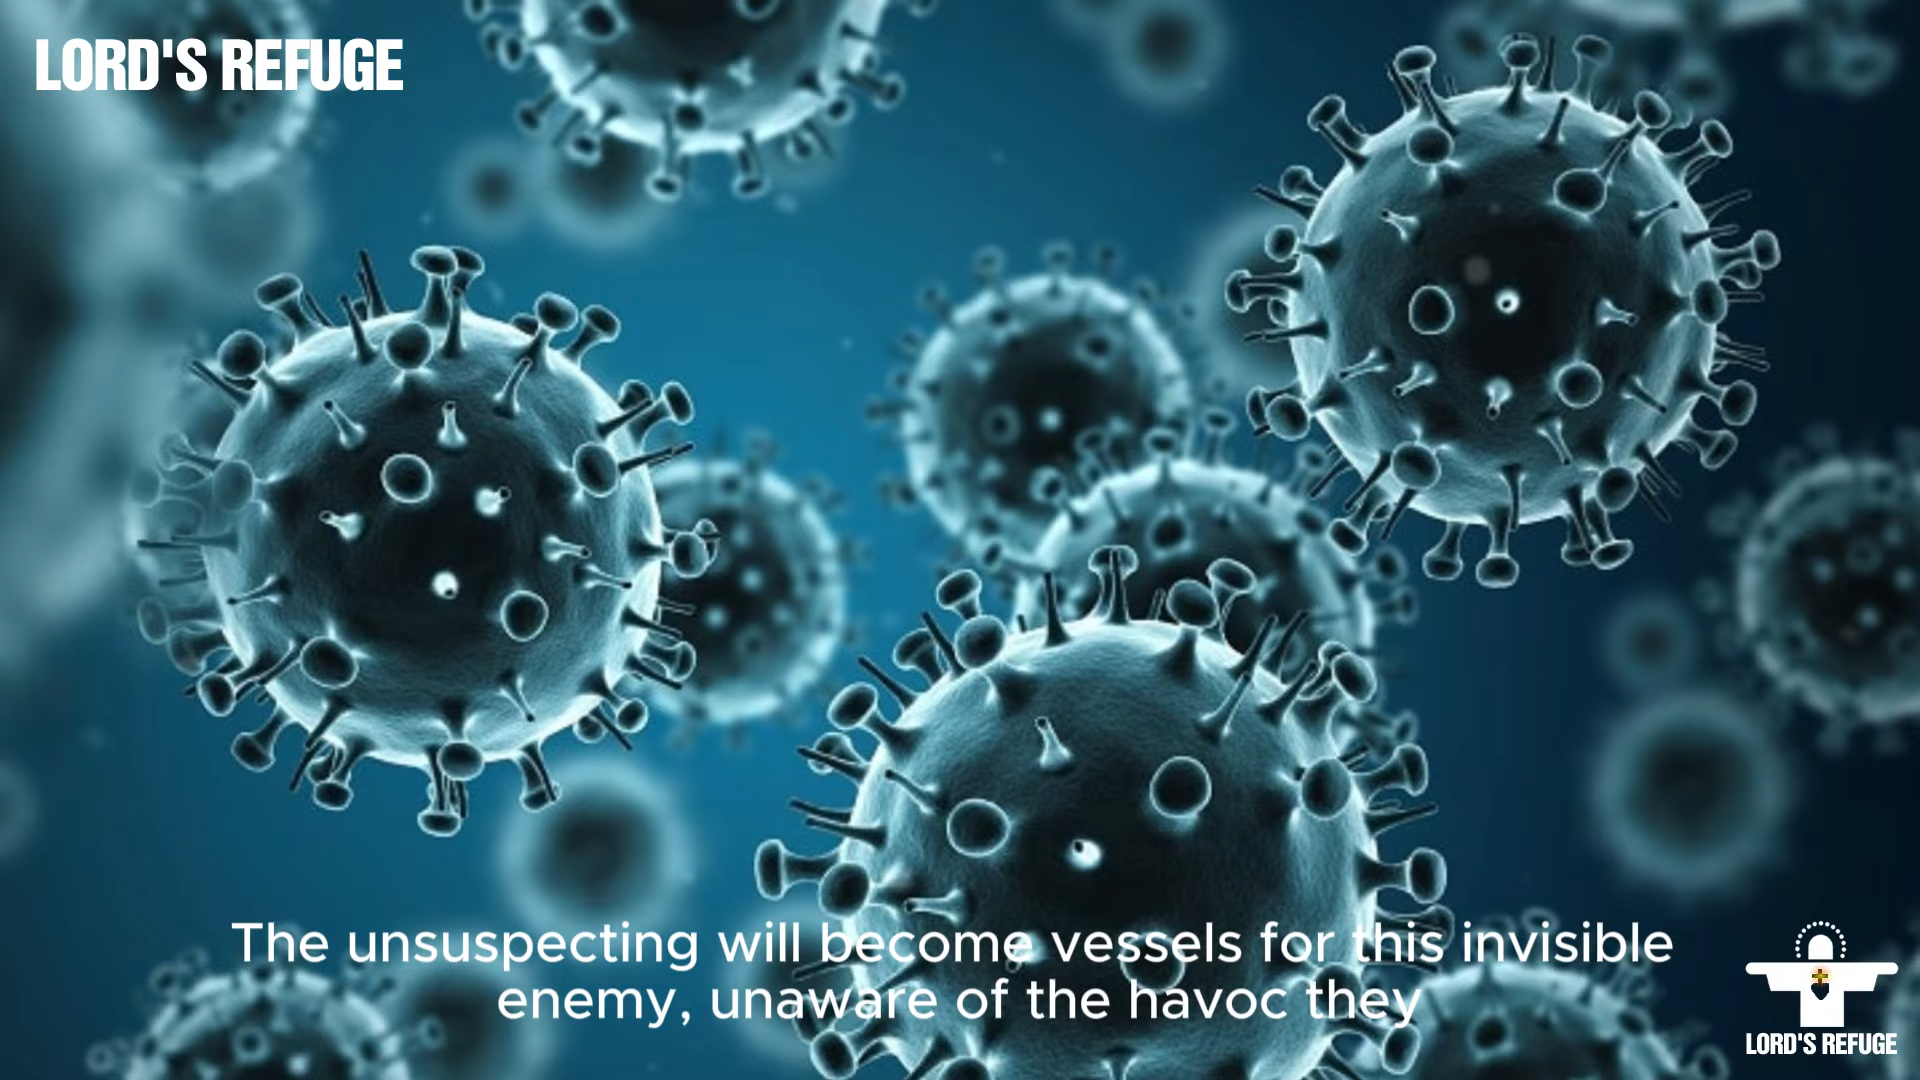 LORD'S REFUGE
The unsuspecting will become vessels for this invisible
enemy, unaware of the havoc they
LORD'S REFUGE